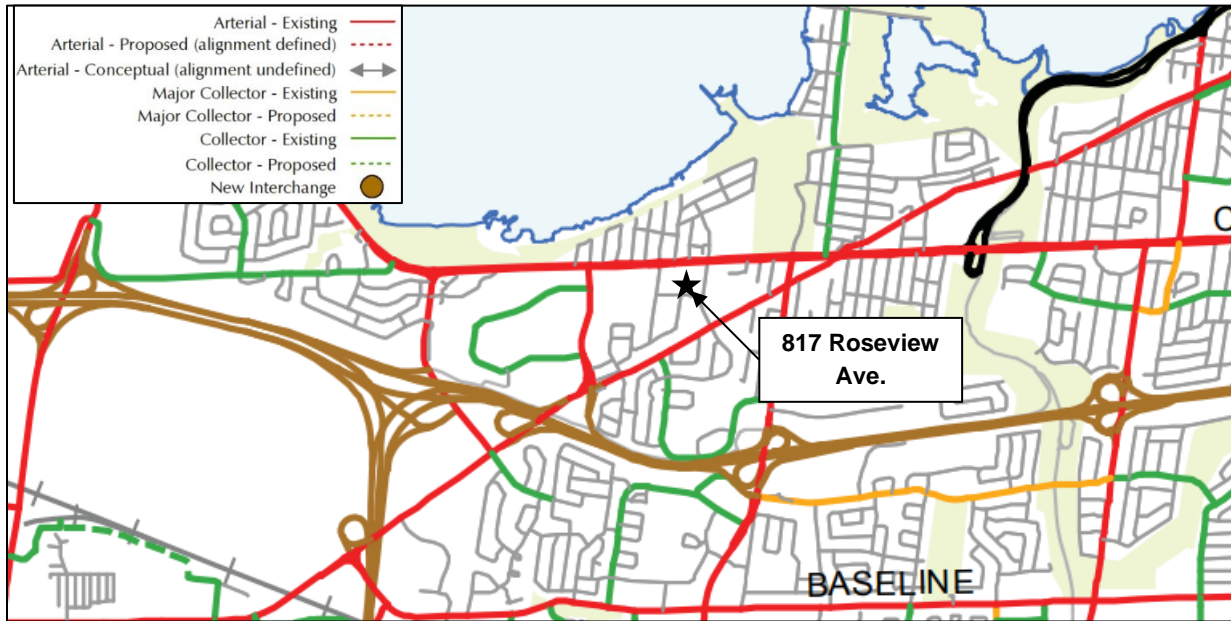 Arterial - Existing
Arterial - Proposed (alignment defined)
Arterial - Conceptual (alignment undefined)
Major Collector - Existing
Major Collector - Proposed
Collector - Existing
Collector - Proposed
New Interchange
C
817 Roseview
Ave.
BASELINE